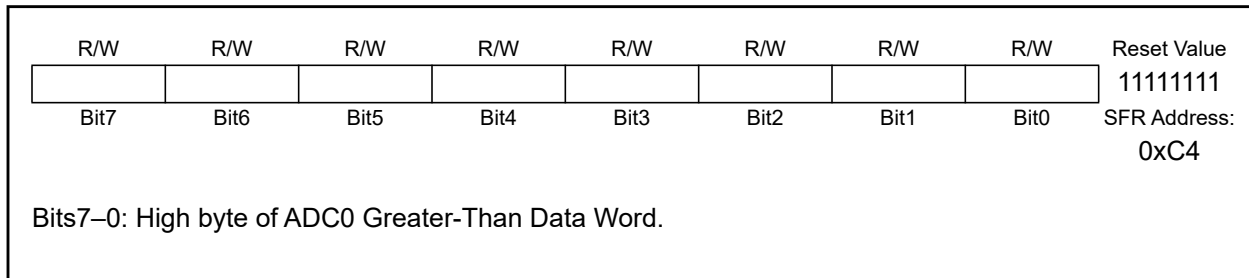 R/W R/W R/W R/W R/W R/W R/W R/W Reset Value
11111111
Bit7 Bit6 Bit5 Bit4 Bit3 Bit2 Bit1 Bit0 SFR Address:
0xC4
Bits7–0: High byte of ADC0 Greater-Than Data Word.